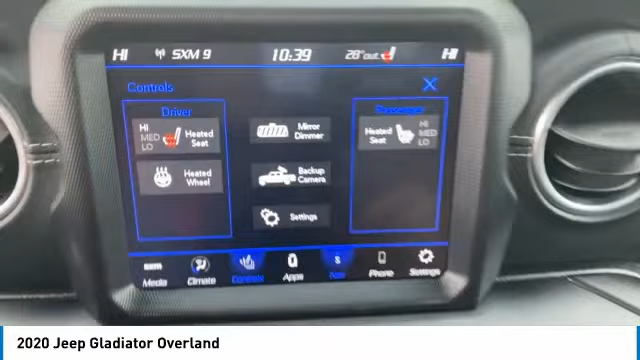 HI SXM 9 10:39 28°out HI
Controls
Driver
Passenger
HI
MED
LO
Heated
Seat
Mirror
Dimmer
Heated
Seat
HI
MED
LO
Heated
Wheel
Backup
Camera
Settings
Media Climate Controls Apps Phone Settings
2020 Jeep Gladiator Overland